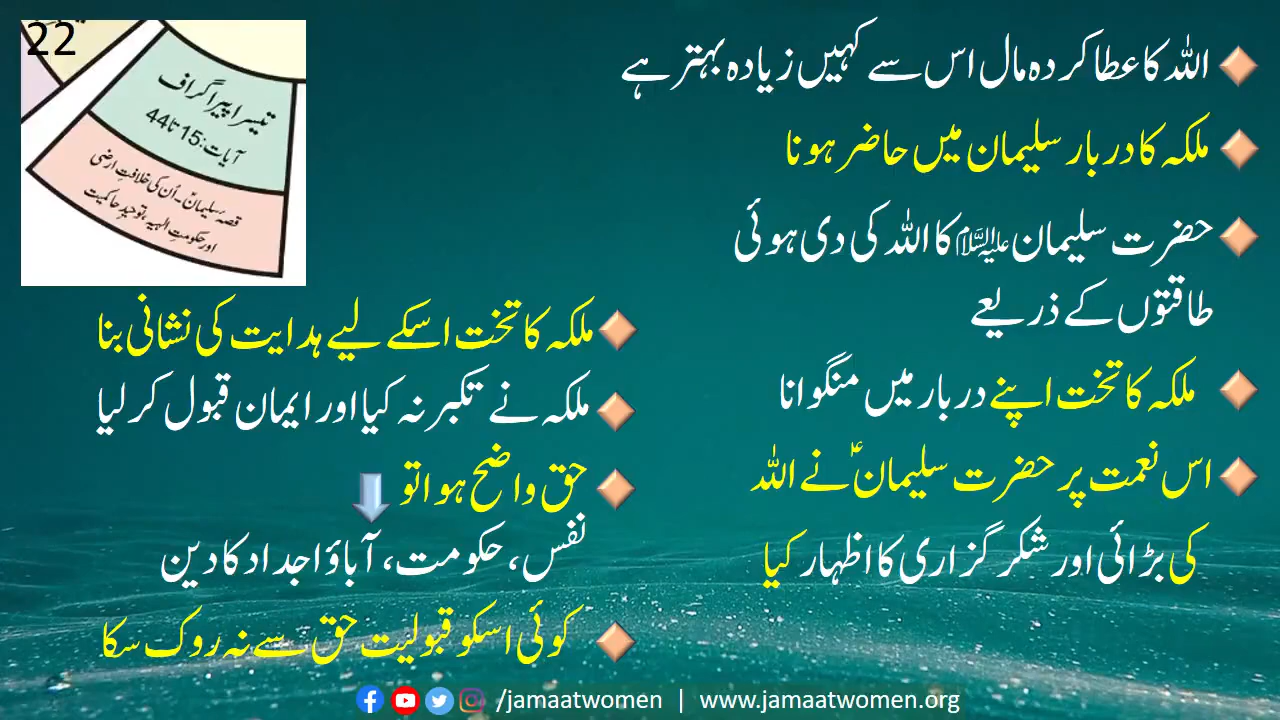 22
تیسرا پیراگراف
آیات: 15 تا 44
قصہ سلیمانؑ ۔ اُن کی خلافتِ ارضی
اور حکومتِ الٰہیہ ، توحیدِ حاکمیت
اللہ کا عطا کردہ مال اس سے کہیں زیادہ بہتر ہے
ملکہ کا دربار سلیمان میں حاضر ہونا
حضرت سلیمان علیہ السلام کا اللہ کی دی ہوئی
طاقتوں کے ذریعے
ملکہ کا تخت اپنے دربار میں منگوانا
اس نعمت پر حضرت سلیمانؑ نے اللہ
کی بڑائی اور شکر گزاری کا اظہار کیا
ملکہ کا تخت اسکے لیے ہدایت کی نشانی بنا
ملکہ نے تکبر نہ کیا اور ایمان قبول کر لیا
حق واضح ہوا تو
نفس، حکومت، آباؤ اجداد کا دین
کوئی اسکو قبولیت حق سے نہ روک سکا
/jamaatwomen | www.jamaatwomen.org